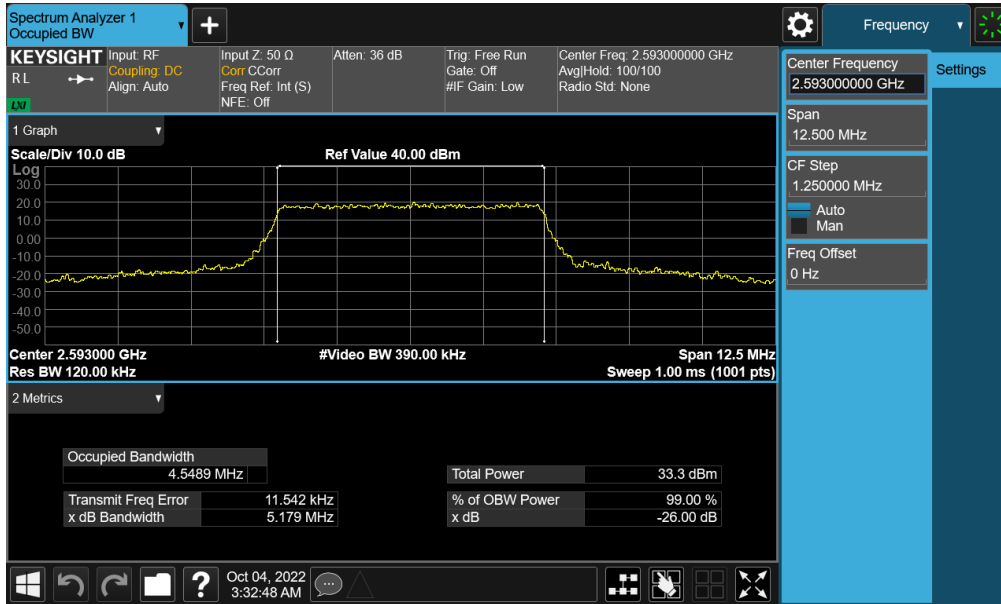 Spectrum Analyzer 1
Occupied BW
Frequency
KEYSIGHT
R L
LXI
Input: RF
Coupling: DC
Align: Auto
Input Z: 50 Ω
Corr CCorr
Freq Ref: Int (S)
NFE: Off
Atten: 36 dB
Trig: Free Run
Gate: Off
#IF Gain: Low
Center Freq: 2.593000000 GHz
Avg|Hold: 100/100
Radio Std: None
Center Frequency
2.593000000 GHz
Settings
Span
12.500 MHz
CF Step
1.250000 MHz
Auto
Man
Freq Offset
0 Hz
1 Graph
Scale/Div 10.0 dB
Ref Value 40.00 dBm
Log
30.0
20.0
10.0
0.00
-10.0
-20.0
-30.0
-40.0
-50.0
Center 2.593000 GHz
#Video BW 390.00 kHz
Span 12.5 MHz
Res BW 120.00 kHz
Sweep 1.00 ms (1001 pts)
2 Metrics
Occupied Bandwidth
4.5489 MHz
Total Power 33.3 dBm
Transmit Freq Error 11.542 kHz
% of OBW Power 99.00 %
x dB Bandwidth 5.179 MHz
x dB -26.00 dB
?
Oct 04, 2022
3:32:48 AM